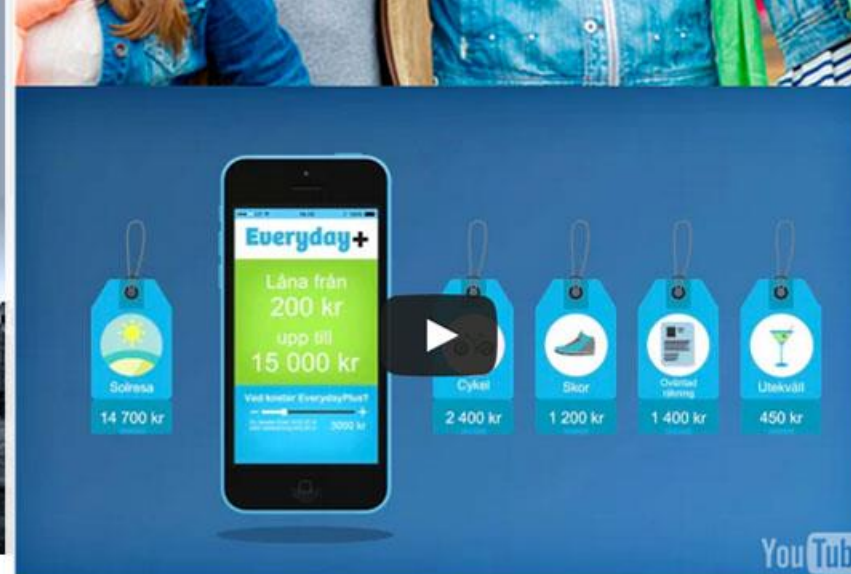 Everyday+
Låna från
200 kr
upp till
15 000 kr
Vad kostar EverydayPlus?
3000 kr
Solresa
14 700 kr
Cykel
2 400 kr
Skor
1 200 kr
Oväntad
räkning
1 400 kr
Utekväll
450 kr
YouTub